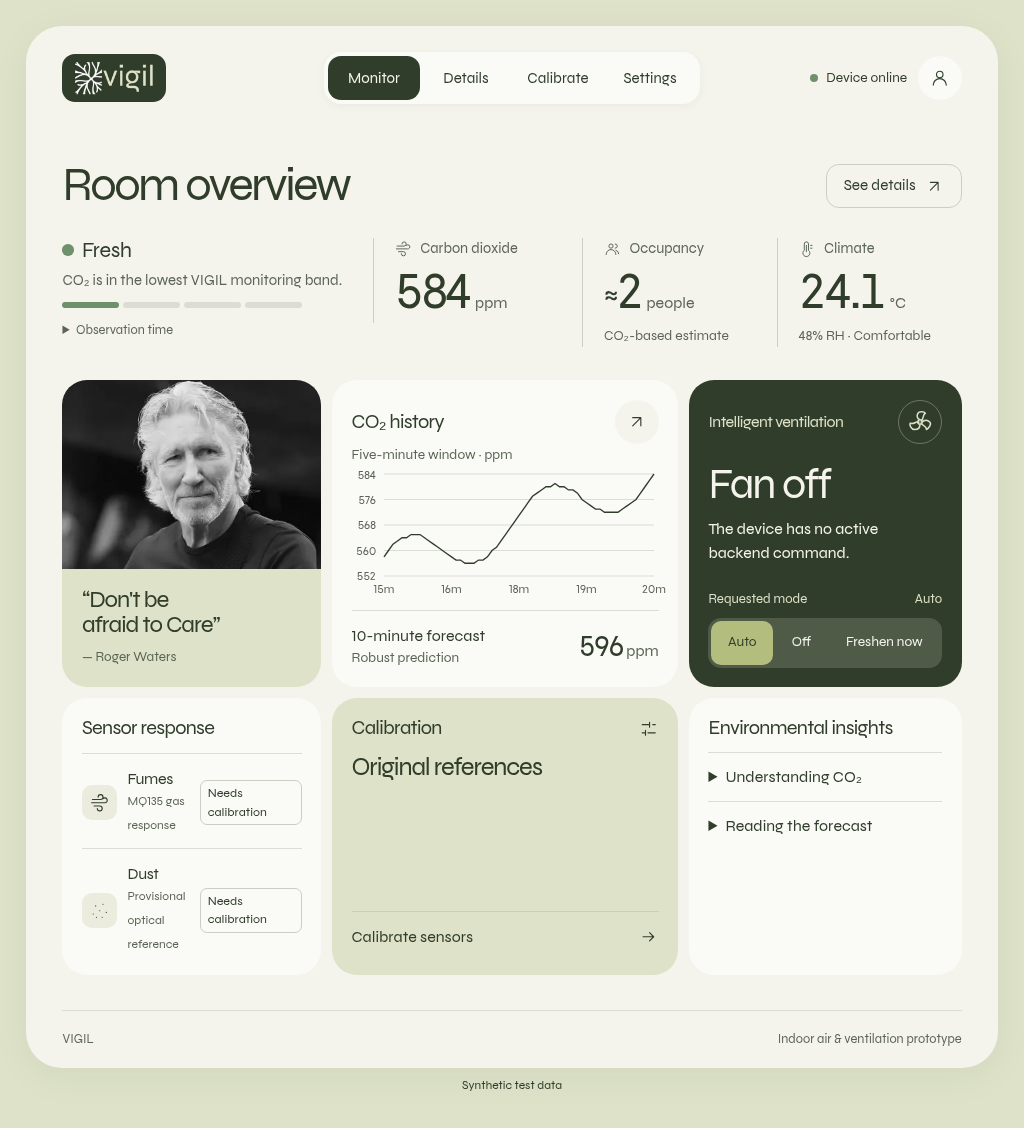 vigil
Monitor
Details
Calibrate
Settings
Device online
Room overview
See details
Fresh
CO₂ is in the lowest VIGIL monitoring band.
Observation time
Carbon dioxide
584 ppm
Occupancy
≈2 people
CO₂-based estimate
Climate
24.1 °C
48% RH · Comfortable
“Don't be
afraid to Care”
— Roger Waters
CO₂ history
Five-minute window · ppm
584
576
568
560
552
15m
16m
18m
19m
20m
10-minute forecast
Robust prediction
596 ppm
Intelligent ventilation
Fan off
The device has no active
backend command.
Requested mode
Auto
Auto
Off
Freshen now
Sensor response
Fumes
MQ135 gas
response
Needs
calibration
Dust
Provisional
optical
reference
Needs
calibration
Calibration
Original references
Calibrate sensors
Environmental insights
Understanding CO₂
Reading the forecast
VIGIL
Indoor air & ventilation prototype
Synthetic test data